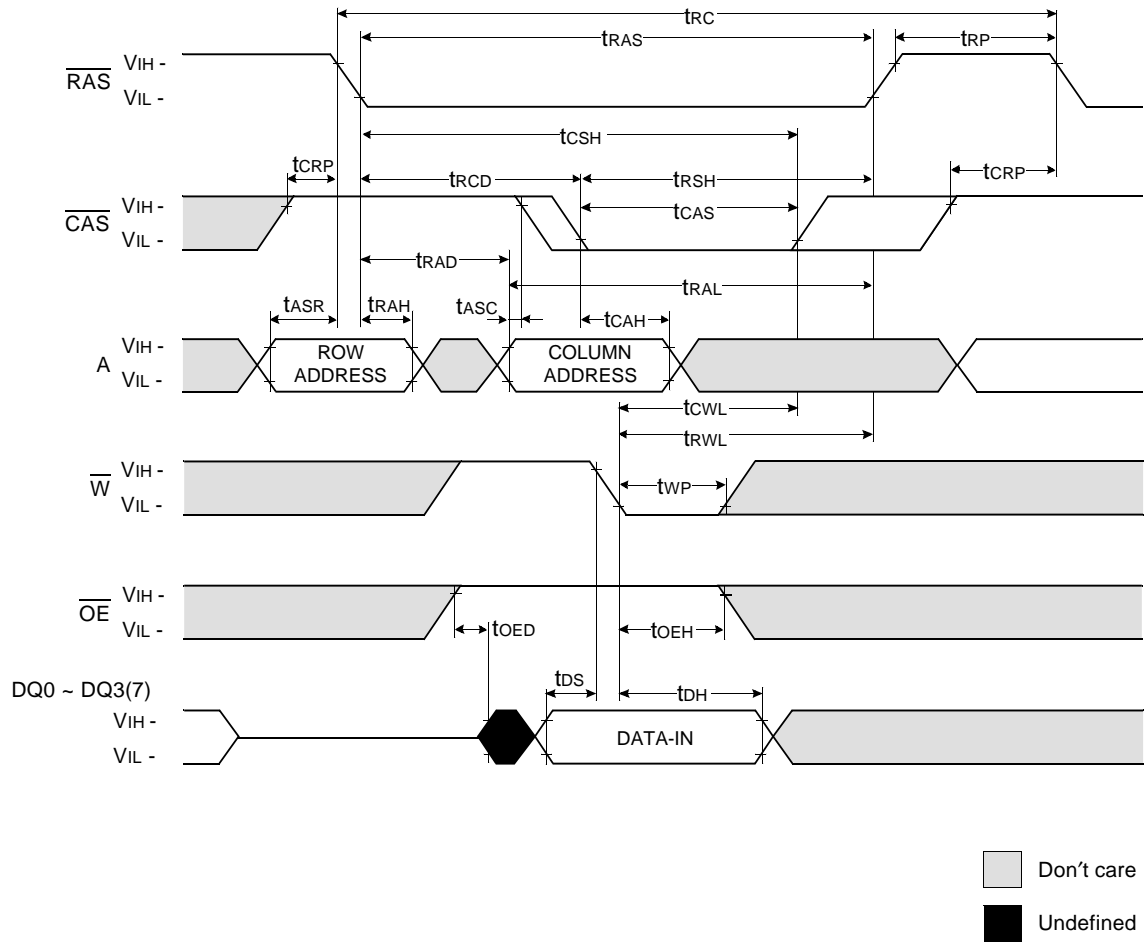 tRC
tRAS
tRP
RAS
VIH -
VIL -
tCSH
tCRP
tRCD
tRSH
tCRP
CAS
VIH -
VIL -
tCAS
tRAD
tRAL
tASR
tRAH
tASC
tCAH
A
VIH -
VIL -
ROW
ADDRESS
COLUMN
ADDRESS
tCWL
tRWL
W
VIH -
VIL -
tWP
OE
VIH -
VIL -
tOED
tOEH
DQ0 ~ DQ3(7)
tDS
tDH
VIH -
VIL -
DATA-IN
Don′t care
Undefined